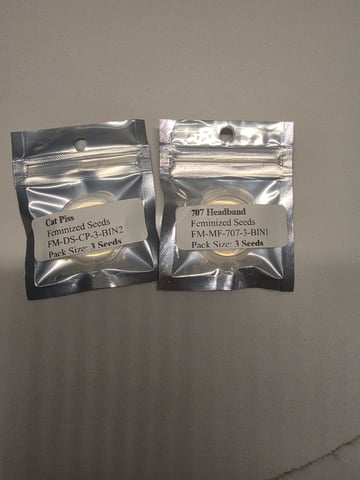 Cat Piss
Feminized Seeds
FM-DS-CP-3-BIN2
Pack Size: 3 Seeds
707 Headband
Feminized Seeds
FM-MF-707-3-BIN1
Pack Size: 3 Seeds